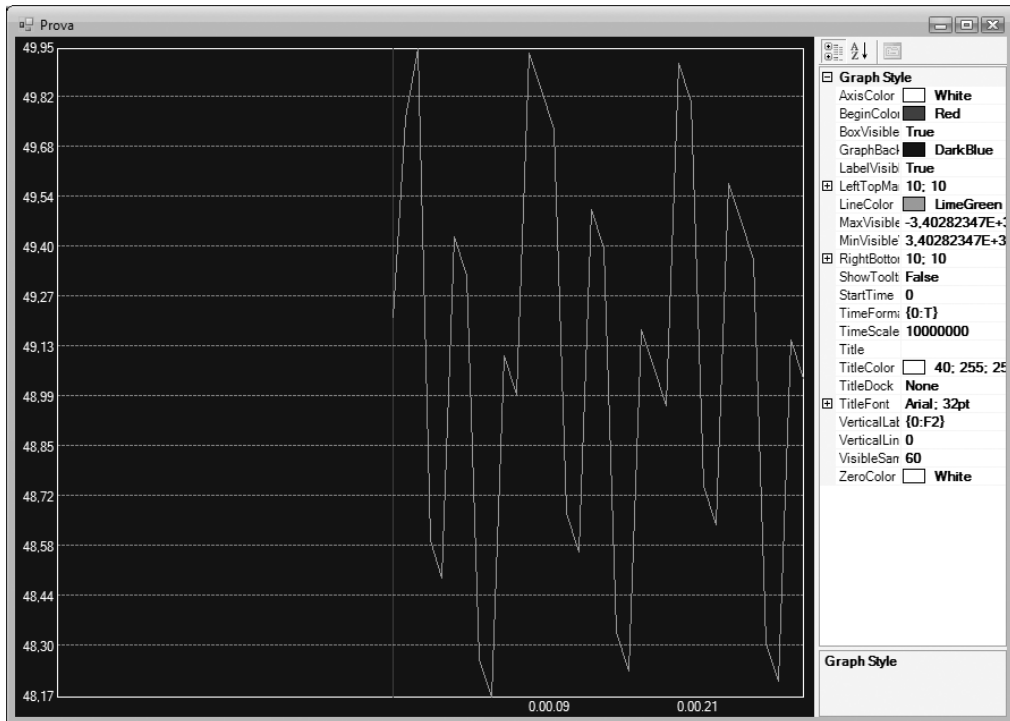 Prova
49,95
49,82
49,68
49,54
49,40
49,27
49,13
48,99
48,85
48,72
48,58
48,44
48,30
48,17
0.00.09
0.00.21
A
Z
Graph Style
AxisColor White
BeginColor Red
BoxVisible True
GraphBack DarkBlue
LabelVisibl True
LeftTopMa 10; 10
LineColor LimeGreen
MaxVisible -3,40282347E+3
MinVisible 3,40282347E+3
RightBottor 10; 10
ShowToolt False
StartTime 0
TimeForma {0:T}
TimeScale 10000000
Title
TitleColor 40; 255; 25
TitleDock None
TitleFont Arial; 32pt
VerticalLab {0:F2}
VerticalLin 0
VisibleSam 60
ZeroColor White
Graph Style